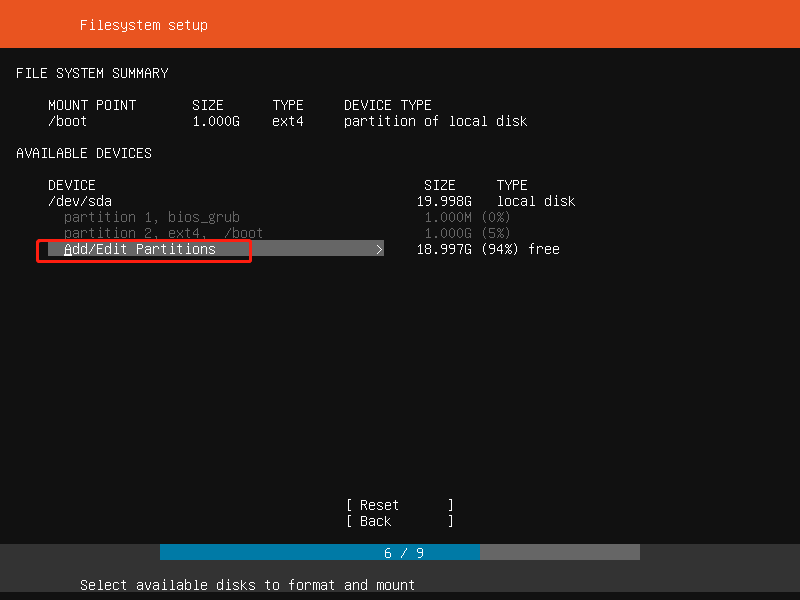 Filesystem setup
FILE SYSTEM SUMMARY
MOUNT POINT SIZE TYPE DEVICE TYPE
/boot 1.000G ext4 partition of local disk
AVAILABLE DEVICES
DEVICE SIZE TYPE
/dev/sda 19.998G local disk
partition 1, bios_grub 1.000M (0%)
partition 2, ext4, /boot 1.000G (5%)
Add/Edit Partitions > 18.997G (94%) free
[ Reset ]
[ Back ]
6 / 9
Select available disks to format and mount